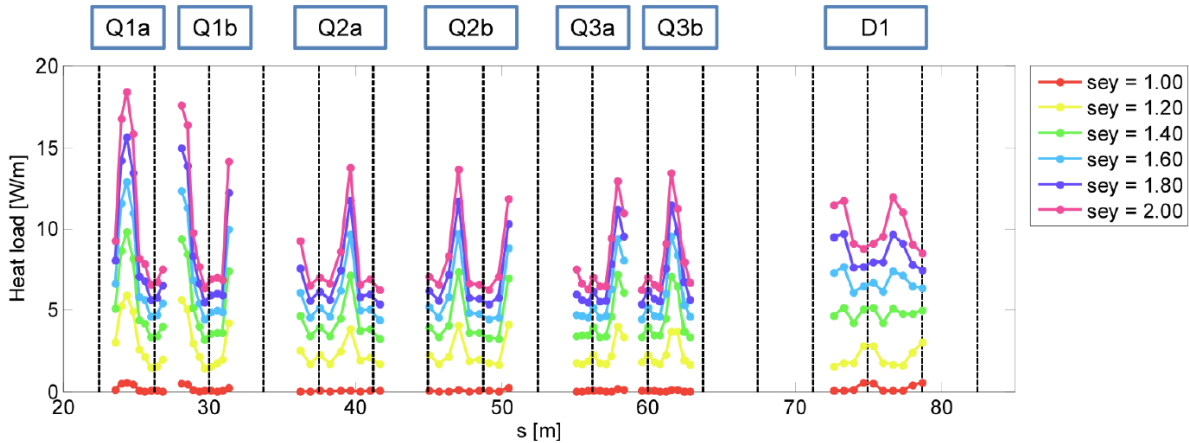 Q1a Q1b Q2a Q2b Q3a Q3b D1
Heat load [W/m]
20
15
10
5
0
20 30 40 50 60 70 80
s [m]
sey = 1.00
sey = 1.20
sey = 1.40
sey = 1.60
sey = 1.80
sey = 2.00